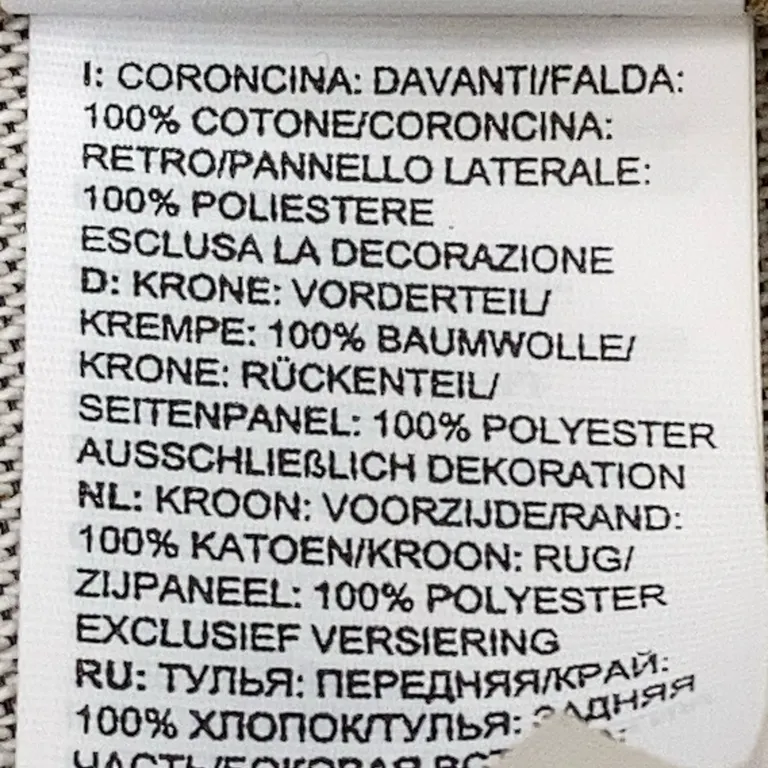 I: CORONCINA: DAVANTI/FALDA:
100% COTONE/CORONCINA:
RETRO/PANNELLO LATERALE:
100% POLIESTERE
ESCLUSA LA DECORAZIONE
D: KRONE: VORDERTEIL/
KREMPE: 100% BAUMWOLLE/
KRONE: RÜCKENTEIL/
SEITENPANEL: 100% POLYESTER
AUSSCHLIEßLICH DEKORATION
NL: KROON: VOORZIJDE/RAND:
100% KATOEN/KROON: RUG/
ZIJPANEEL: 100% POLYESTER
EXCLUSIEF VERSIERING
RU: ТУЛЬЯ: ПЕРЕДНЯЯ/КРАЙ:
100% ХЛОПОК/ТУЛЬЯ: ЗАДНЯЯ
ЧАСТЬ/БОКОВАЯ